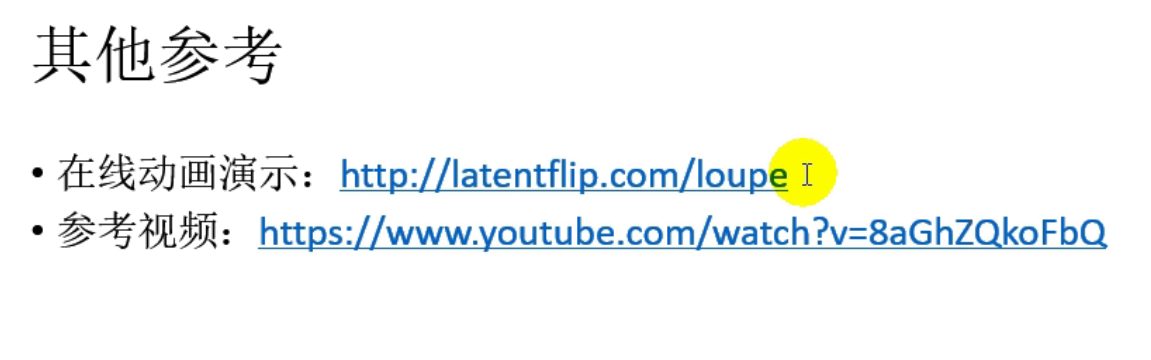 其他参考
• 在线动画演示：http://latentflip.com/loupe
• 参考视频：https://www.youtube.com/watch?v=8aGhZQkoFbQ